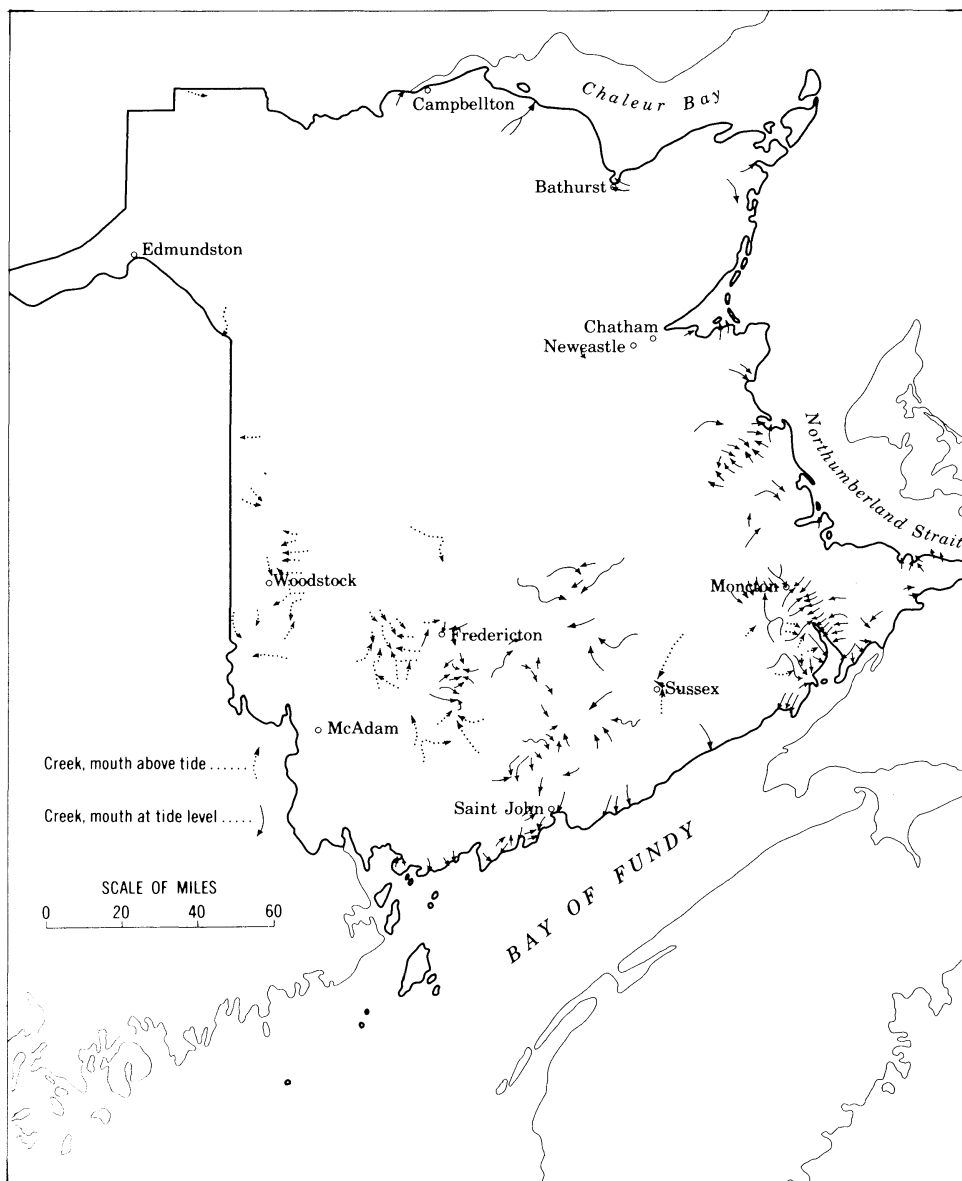 Campbellton
Chaleur Bay
Bathurst
Edmundston
Chatham
Newcastle
Northumberland Strait
Woodstock
Moncton
Fredericton
Sussex
McAdam
Creek, mouth above tide ......
Creek, mouth at tide level .....
Saint John
BAY OF FUNDY
SCALE OF MILES
0 20 40 60